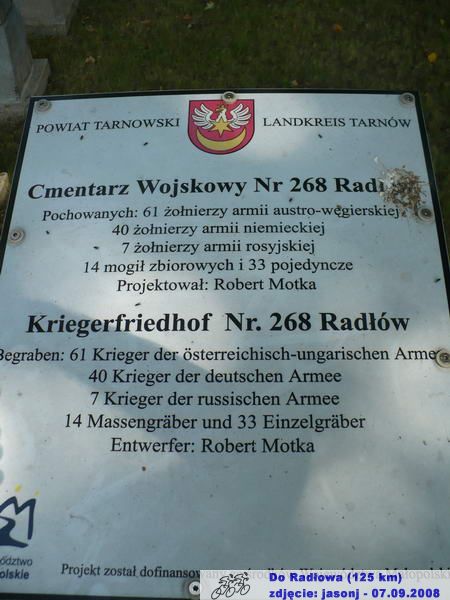 POWIAT TARNOWSKI LANDKREIS TARNÓW
Cmentarz Wojskowy Nr 268
Pochowanych: 61 żołnierzy armii austro-węgierskiej
40 żołnierzy armii niemieckiej
7 żołnierzy armii rosyjskiej
14 mogił zbiorowych i 33 pojedyncze
Projektował: Robert Motka
Kriegerfriedhof Nr. 268 Radłów
Begraben: 61 Krieger der österreichisch-ungarischen
40 Krieger der deutschen Armee
7 Krieger der russischen Armee
14 Massengräber und 33 Einzelgräber
Entwerfer: Robert Motka
Projekt został
Do Radłowa (125 km)
zdjęcie: jasonj - 07.09.2008